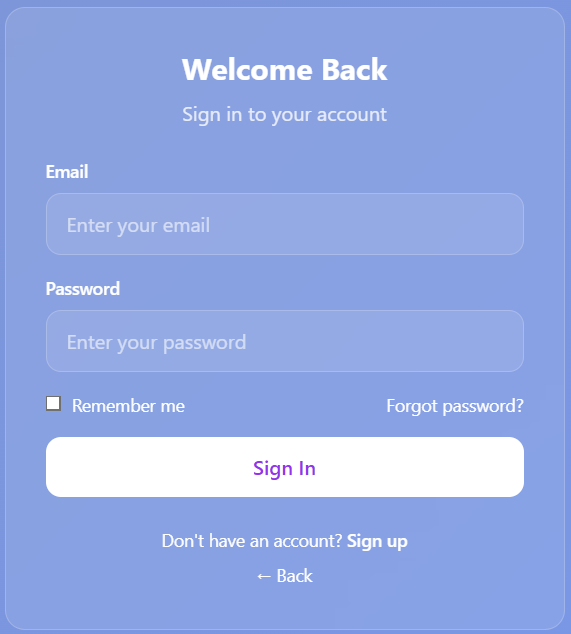 Welcome Back
Sign in to your account
Email
Enter your email
Password
Enter your password
Remember me Forgot password?
Sign In
Don't have an account? Sign up
← Back